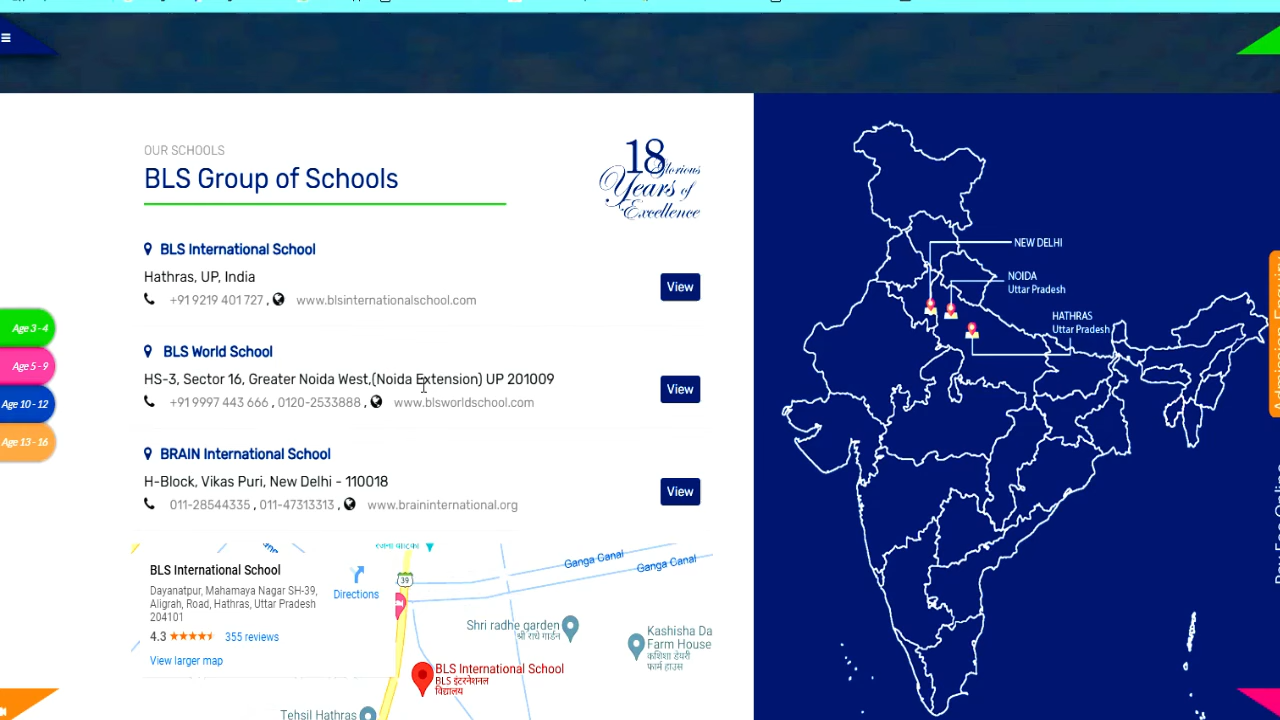 OUR SCHOOLS
BLS Group of Schools
18 Glorious
Years of
Excellence
BLS International School
Hathras, UP, India
+91 9219 401 727 , www.blsinternationalschool.com
View
BLS World School
HS-3, Sector 16, Greater Noida West,(Noida Extension) UP 201009
+91 9997 443 666 , 0120-2533888 , www.blsworldschool.com
View
BRAIN International School
H-Block, Vikas Puri, New Delhi - 110018
011-28544335 , 011-47313313 , www.braininternational.org
View
Age 3 - 4
Age 5 - 9
Age 10 - 12
Age 13 - 16
NEW DELHI
NOIDA
Uttar Pradesh
HATHRAS
Uttar Pradesh
Admission Enquiry
BLS International School
Dayanatpur, Mahamaya Nagar SH-39,
Aligrah, Road, Hathras, Uttar Pradesh
204101
4.3 355 reviews
View larger map
Directions
39
Ganga Canal
Ganga Canal
Shri radhe garden
श्री राधे गार्डन
Kashisha Da
Farm House
कशिशा डेयरी
फार्म हाउस
BLS International School
BLS इंटरनेशनल
विद्यालय
Tehsil Hathras